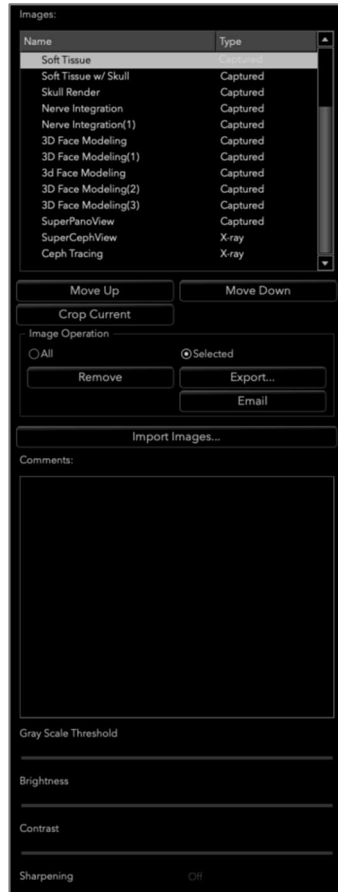 Images:
Name Type
Soft Tissue Captured
Soft Tissue w/ Skull Captured
Skull Render Captured
Nerve Integration Captured
Nerve Integration(1) Captured
3D Face Modeling Captured
3D Face Modeling(1) Captured
3d Face Modeling Captured
3D Face Modeling(2) Captured
3D Face Modeling(3) Captured
SuperPanoView Captured
SuperCephView X-ray
Ceph Tracing X-ray
Move Up Move Down
Crop Current
Image Operation
All Selected
Remove Export...
Email
Import Images...
Comments:
Gray Scale Threshold
Brightness
Contrast
Sharpening Off